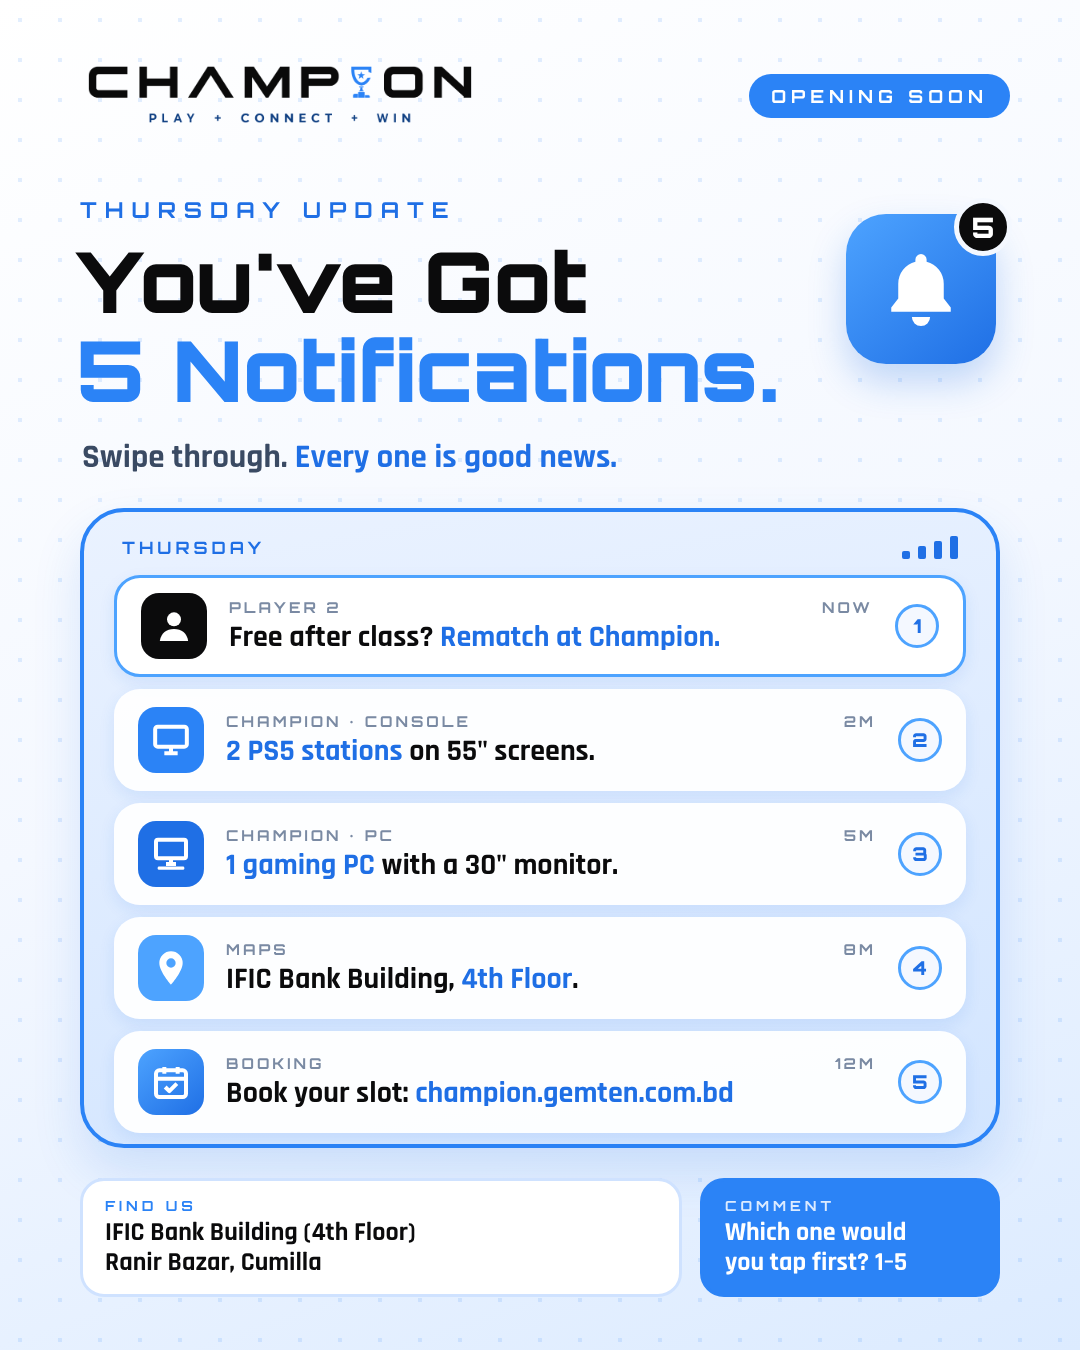 CHAMPION
PLAY + CONNECT + WIN
OPENING SOON
THURSDAY UPDATE
You've Got
5 Notifications.
5
Swipe through. Every one is good news.
THURSDAY
PLAYER 2
NOW
Free after class? Rematch at Champion.
1
CHAMPION · CONSOLE
2M
2 PS5 stations on 55" screens.
2
CHAMPION · PC
5M
1 gaming PC with a 30" monitor.
3
MAPS
8M
IFIC Bank Building, 4th Floor.
4
BOOKING
12M
Book your slot: champion.gemten.com.bd
5
FIND US
IFIC Bank Building (4th Floor)
Ranir Bazar, Cumilla
COMMENT
Which one would
you tap first? 1–5